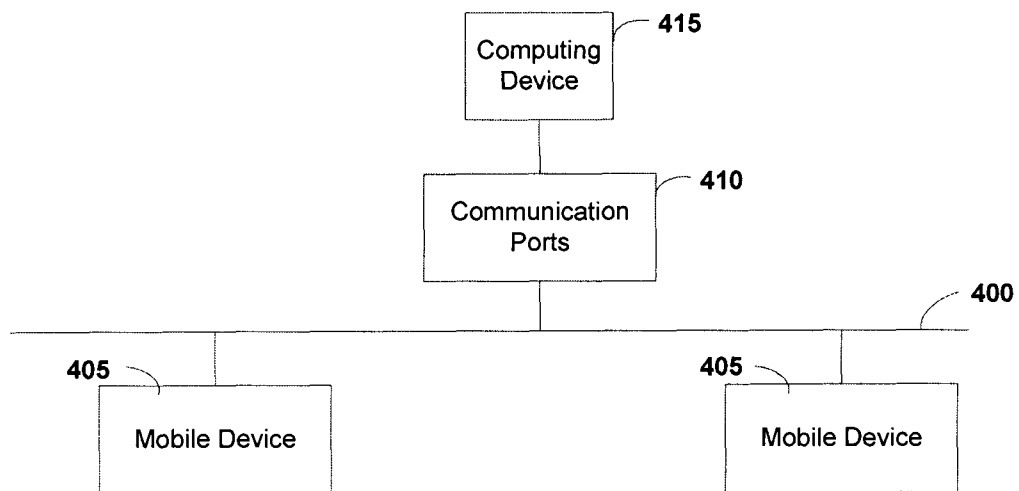 415
Computing
Device
410
Communication
Ports
400
405
Mobile Device
405
Mobile Device